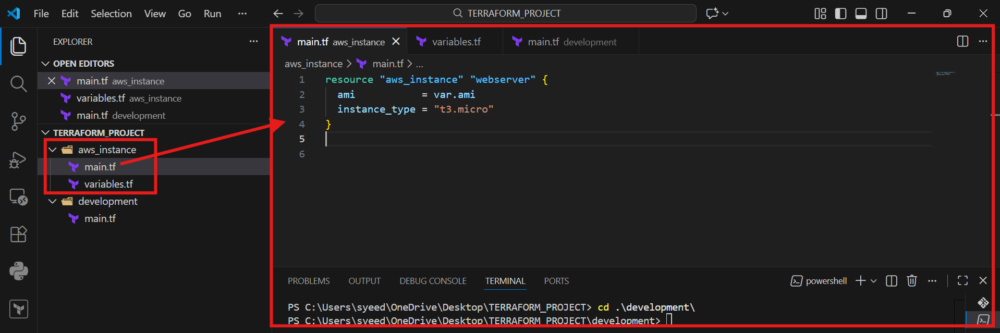 File Edit Selection View Go Run ... TERRAFORM_PROJECT
EXPLORER ...
OPEN EDITORS
main.tf aws_instance
variables.tf aws_instance
main.tf development
TERRAFORM_PROJECT
aws_instance
main.tf
variables.tf
development
main.tf
main.tf aws_instance variables.tf main.tf development
aws_instance > main.tf > ...
1 resource "aws_instance" "webserver" {
2 ami = var.ami
3 instance_type = "t3.micro"
4 }
5
6
PROBLEMS OUTPUT DEBUG CONSOLE TERMINAL PORTS powershell
PS C:\Users\syeed\OneDrive\Desktop\TERRAFORM_PROJECT> cd .\development\
PS C:\Users\syeed\OneDrive\Desktop\TERRAFORM_PROJECT\development>